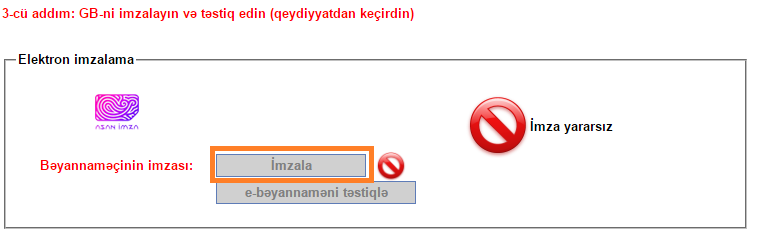 3-cü addım: GB-ni imzalayın və təstiq edin (qeydiyyatdan keçirdin)
Elektron imzalama
ASAN İMZA
İmza yararsız
Bəyannaməçinin imzası:
İmzala
e-bəyannaməni təstiqlə